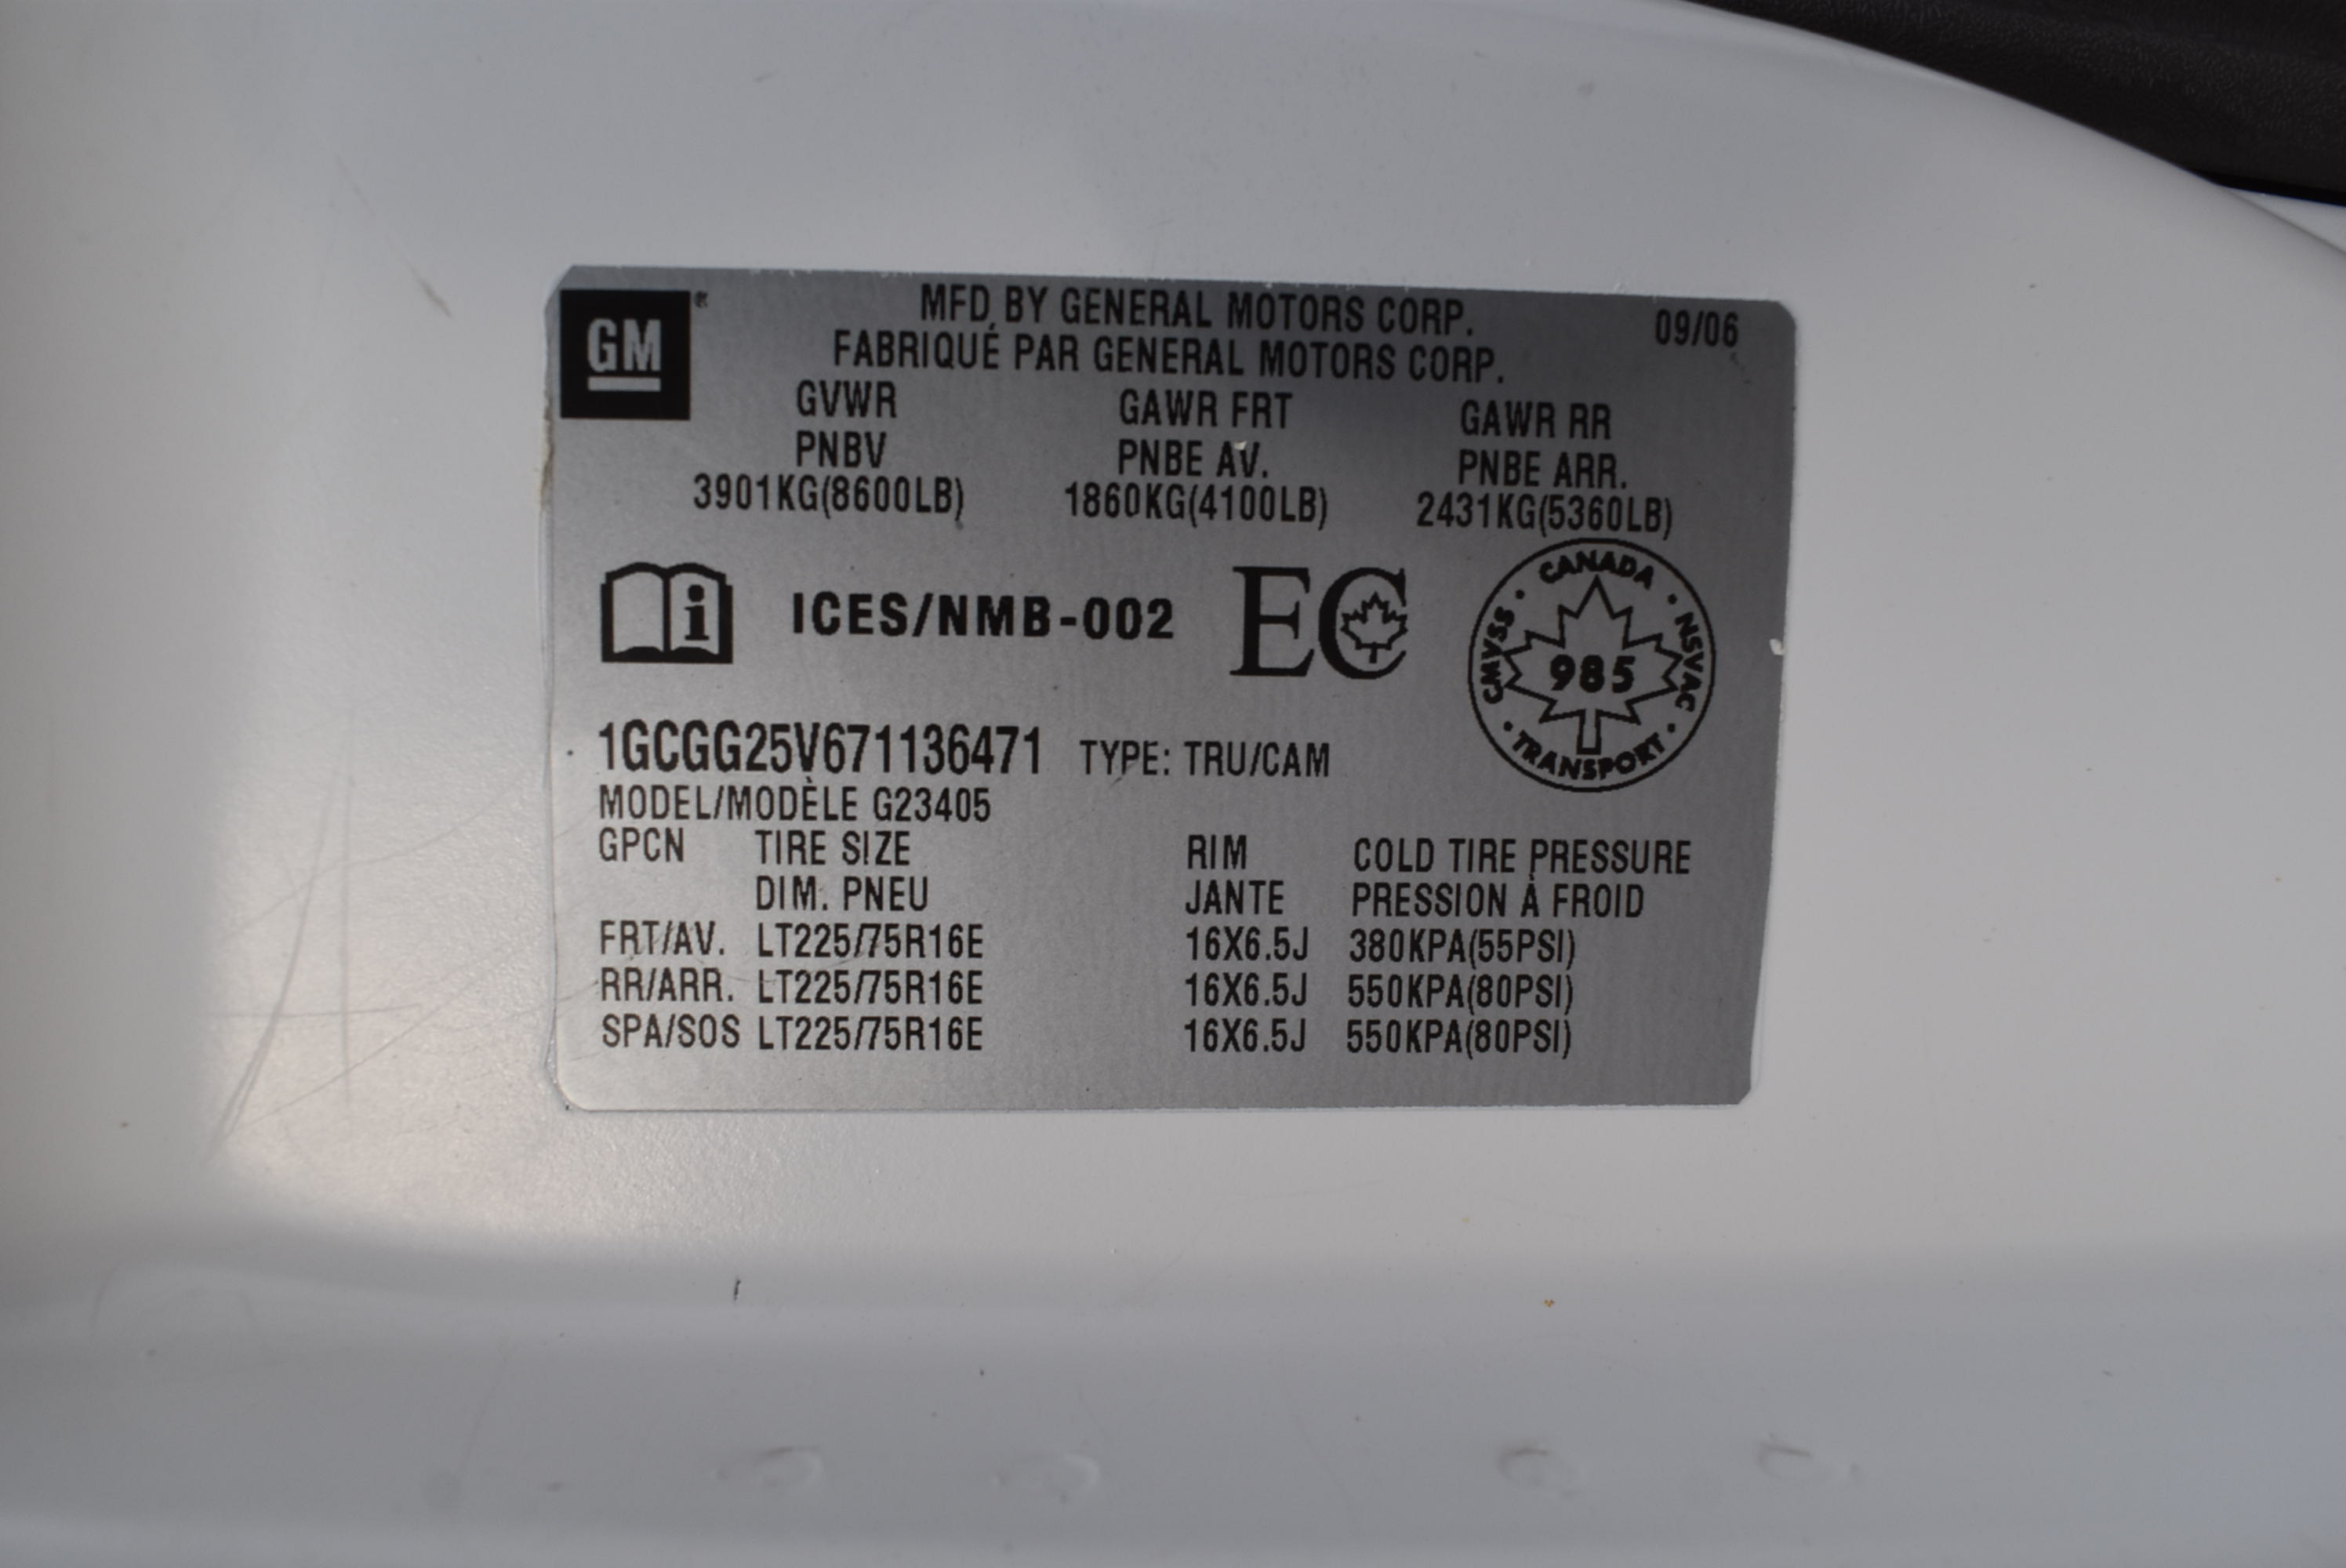 GM®
MFD BY GENERAL MOTORS CORP.
09/06
FABRIQUÉ PAR GENERAL MOTORS CORP.
GVWR GAWR FRT GAWR RR
PNBV PNBE AV. PNBE ARR.
3901KG(8600LB) 1860KG(4100LB) 2431KG(5360LB)
i ICES/NMB-002 EC
CANADA · NSVAC · TRANSPORT · CMVSS ·
985
1GCGG25V671136471 TYPE: TRU/CAM
MODEL/MODÈLE G23405
GPCN TIRE SIZE RIM COLD TIRE PRESSURE
DIM. PNEU JANTE PRESSION À FROID
FRT/AV. LT225/75R16E 16X6.5J 380KPA(55PSI)
RR/ARR. LT225/75R16E 16X6.5J 550KPA(80PSI)
SPA/SOS LT225/75R16E 16X6.5J 550KPA(80PSI)